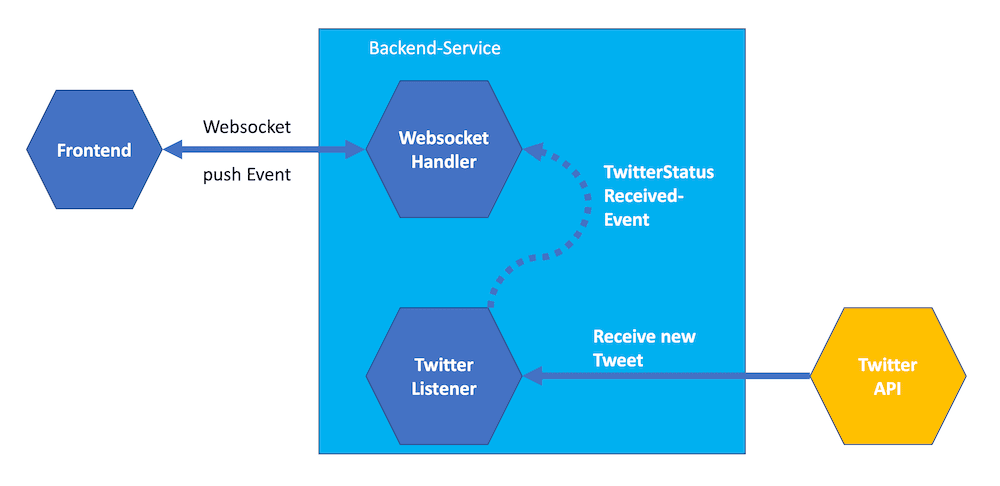 Backend-Service
Frontend
Websocket
push Event
Websocket
Handler
TwitterStatus
Received-
Event
Twitter
Listener
Receive new
Tweet
Twitter
API